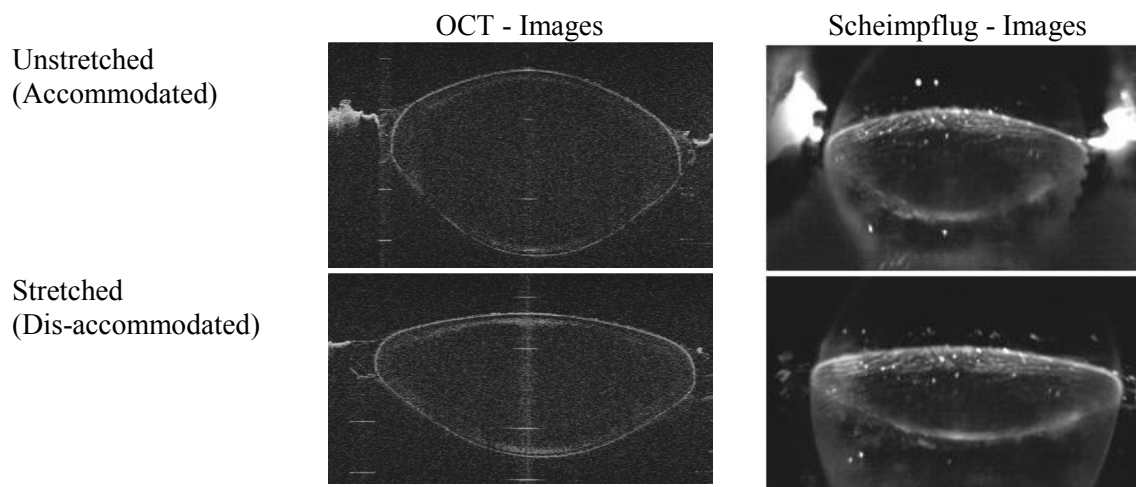 OCT - Images
Scheimpflug - Images
Unstretched
(Accommodated)
Stretched
(Dis-accommodated)